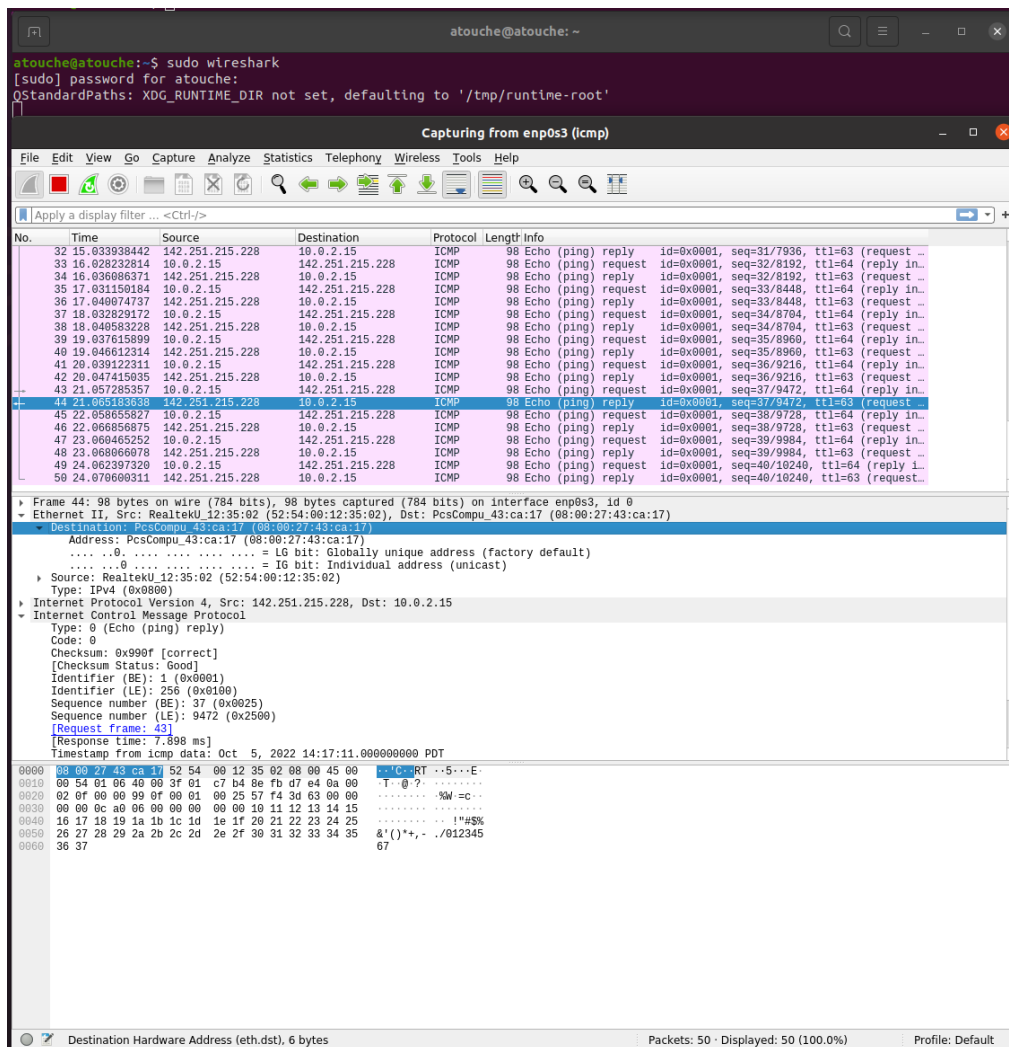 atouche@atouche: ~
atouche@atouche:~$ sudo wireshark
[sudo] password for atouche:
QStandardPaths: XDG_RUNTIME_DIR not set, defaulting to '/tmp/runtime-root'
Capturing from enp0s3 (icmp)
File Edit View Go Capture Analyze Statistics Telephony Wireless Tools Help
Apply a display filter ... <Ctrl-/>
No. Time Source Destination Protocol Length Info
32 15.033938442 142.251.215.228 10.0.2.15 ICMP 98 Echo (ping) reply id=0x0001, seq=31/7936, ttl=63 (request …
33 16.028232814 10.0.2.15 142.251.215.228 ICMP 98 Echo (ping) request id=0x0001, seq=32/8192, ttl=64 (reply in…
34 16.036086371 142.251.215.228 10.0.2.15 ICMP 98 Echo (ping) reply id=0x0001, seq=32/8192, ttl=63 (request …
35 17.031150184 10.0.2.15 142.251.215.228 ICMP 98 Echo (ping) request id=0x0001, seq=33/8448, ttl=64 (reply in…
36 17.040074737 142.251.215.228 10.0.2.15 ICMP 98 Echo (ping) reply id=0x0001, seq=33/8448, ttl=63 (request …
37 18.032829172 10.0.2.15 142.251.215.228 ICMP 98 Echo (ping) request id=0x0001, seq=34/8704, ttl=64 (reply in…
38 18.040583228 142.251.215.228 10.0.2.15 ICMP 98 Echo (ping) reply id=0x0001, seq=34/8704, ttl=63 (request …
39 19.037615899 10.0.2.15 142.251.215.228 ICMP 98 Echo (ping) request id=0x0001, seq=35/8960, ttl=64 (reply in…
40 19.046612314 142.251.215.228 10.0.2.15 ICMP 98 Echo (ping) reply id=0x0001, seq=35/8960, ttl=63 (request …
41 20.039122311 10.0.2.15 142.251.215.228 ICMP 98 Echo (ping) request id=0x0001, seq=36/9216, ttl=64 (reply in…
42 20.047415035 142.251.215.228 10.0.2.15 ICMP 98 Echo (ping) reply id=0x0001, seq=36/9216, ttl=63 (request …
43 21.057285357 10.0.2.15 142.251.215.228 ICMP 98 Echo (ping) request id=0x0001, seq=37/9472, ttl=64 (reply in…
44 21.065183638 142.251.215.228 10.0.2.15 ICMP 98 Echo (ping) reply id=0x0001, seq=37/9472, ttl=63 (request …
45 22.058655827 10.0.2.15 142.251.215.228 ICMP 98 Echo (ping) request id=0x0001, seq=38/9728, ttl=64 (reply in…
46 22.066856875 142.251.215.228 10.0.2.15 ICMP 98 Echo (ping) reply id=0x0001, seq=38/9728, ttl=63 (request …
47 23.060465252 10.0.2.15 142.251.215.228 ICMP 98 Echo (ping) request id=0x0001, seq=39/9984, ttl=64 (reply in…
48 23.068066078 142.251.215.228 10.0.2.15 ICMP 98 Echo (ping) reply id=0x0001, seq=39/9984, ttl=63 (request …
49 24.062397320 10.0.2.15 142.251.215.228 ICMP 98 Echo (ping) request id=0x0001, seq=40/10240, ttl=64 (reply i…
50 24.070600311 142.251.215.228 10.0.2.15 ICMP 98 Echo (ping) reply id=0x0001, seq=40/10240, ttl=63 (request…
Frame 44: 98 bytes on wire (784 bits), 98 bytes captured (784 bits) on interface enp0s3, id 0
Ethernet II, Src: RealtekU_12:35:02 (52:54:00:12:35:02), Dst: PcsCompu_43:ca:17 (08:00:27:43:ca:17)
Destination: PcsCompu_43:ca:17 (08:00:27:43:ca:17)
Address: PcsCompu_43:ca:17 (08:00:27:43:ca:17)
.... ..0. .... .... .... .... = LG bit: Globally unique address (factory default)
.... ...0 .... .... .... .... = IG bit: Individual address (unicast)
Source: RealtekU_12:35:02 (52:54:00:12:35:02)
Type: IPv4 (0x0800)
Internet Protocol Version 4, Src: 142.251.215.228, Dst: 10.0.2.15
Internet Control Message Protocol
Type: 0 (Echo (ping) reply)
Code: 0
Checksum: 0x990f [correct]
[Checksum Status: Good]
Identifier (BE): 1 (0x0001)
Identifier (LE): 256 (0x0100)
Sequence number (BE): 37 (0x0025)
Sequence number (LE): 9472 (0x2500)
[Request frame: 43]
[Response time: 7.898 ms]
Timestamp from icmp data: Oct 5, 2022 14:17:11.000000000 PDT
0000 08 00 27 43 ca 17 52 54 00 12 35 02 08 00 45 00 ··'C··RT ··5···E·
0010 00 54 01 06 40 00 3f 01 c7 b4 8e fb d7 e4 0a 00 ·T··@·?· ········
0020 02 0f 00 00 99 0f 00 01 00 25 57 f4 3d 63 00 00 ········ ·%W·=c··
0030 00 00 0c a0 06 00 00 00 00 00 10 11 12 13 14 15 ········ ········
0040 16 17 18 19 1a 1b 1c 1d 1e 1f 20 21 22 23 24 25 ········ ·· !"#$%
0050 26 27 28 29 2a 2b 2c 2d 2e 2f 30 31 32 33 34 35 &'()*+,- ./012345
0060 36 37 67
Destination Hardware Address (eth.dst), 6 bytes Packets: 50 · Displayed: 50 (100.0%) Profile: Default